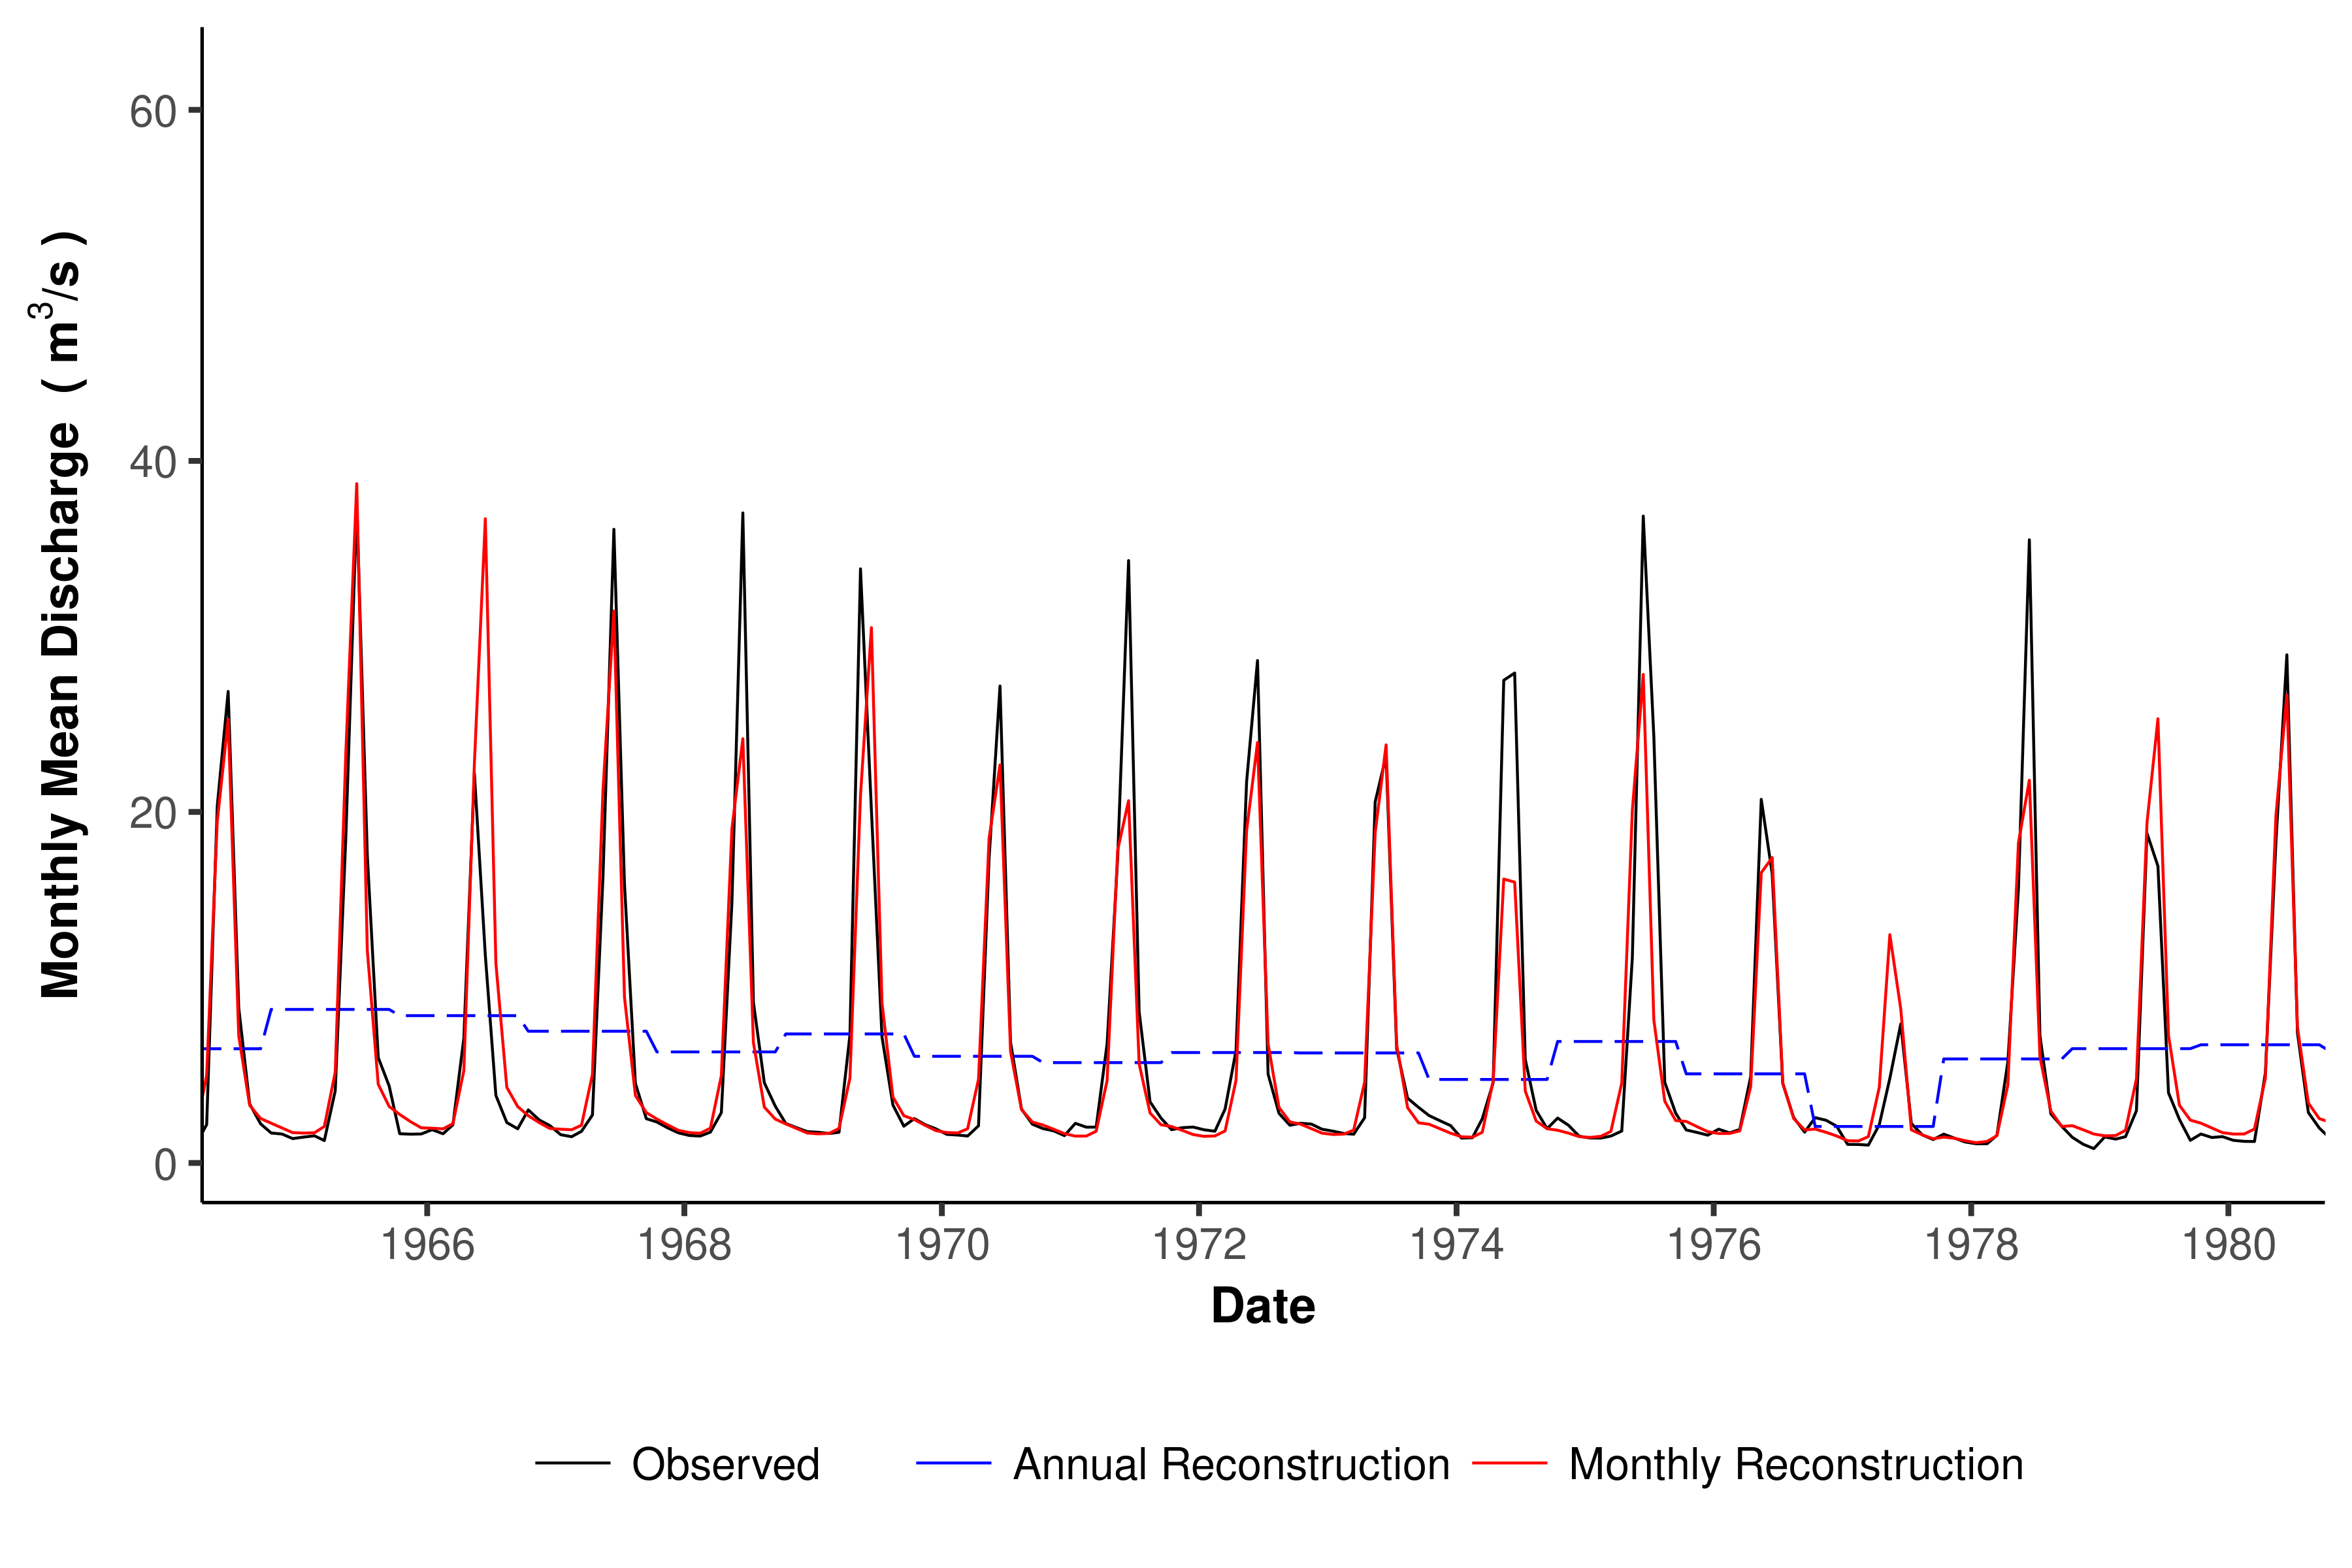 Monthly Mean Discharge ( m³/s )
60
40
20
0
1966 1968 1970 1972 1974 1976 1978 1980
Date
Observed Annual Reconstruction Monthly Reconstruction